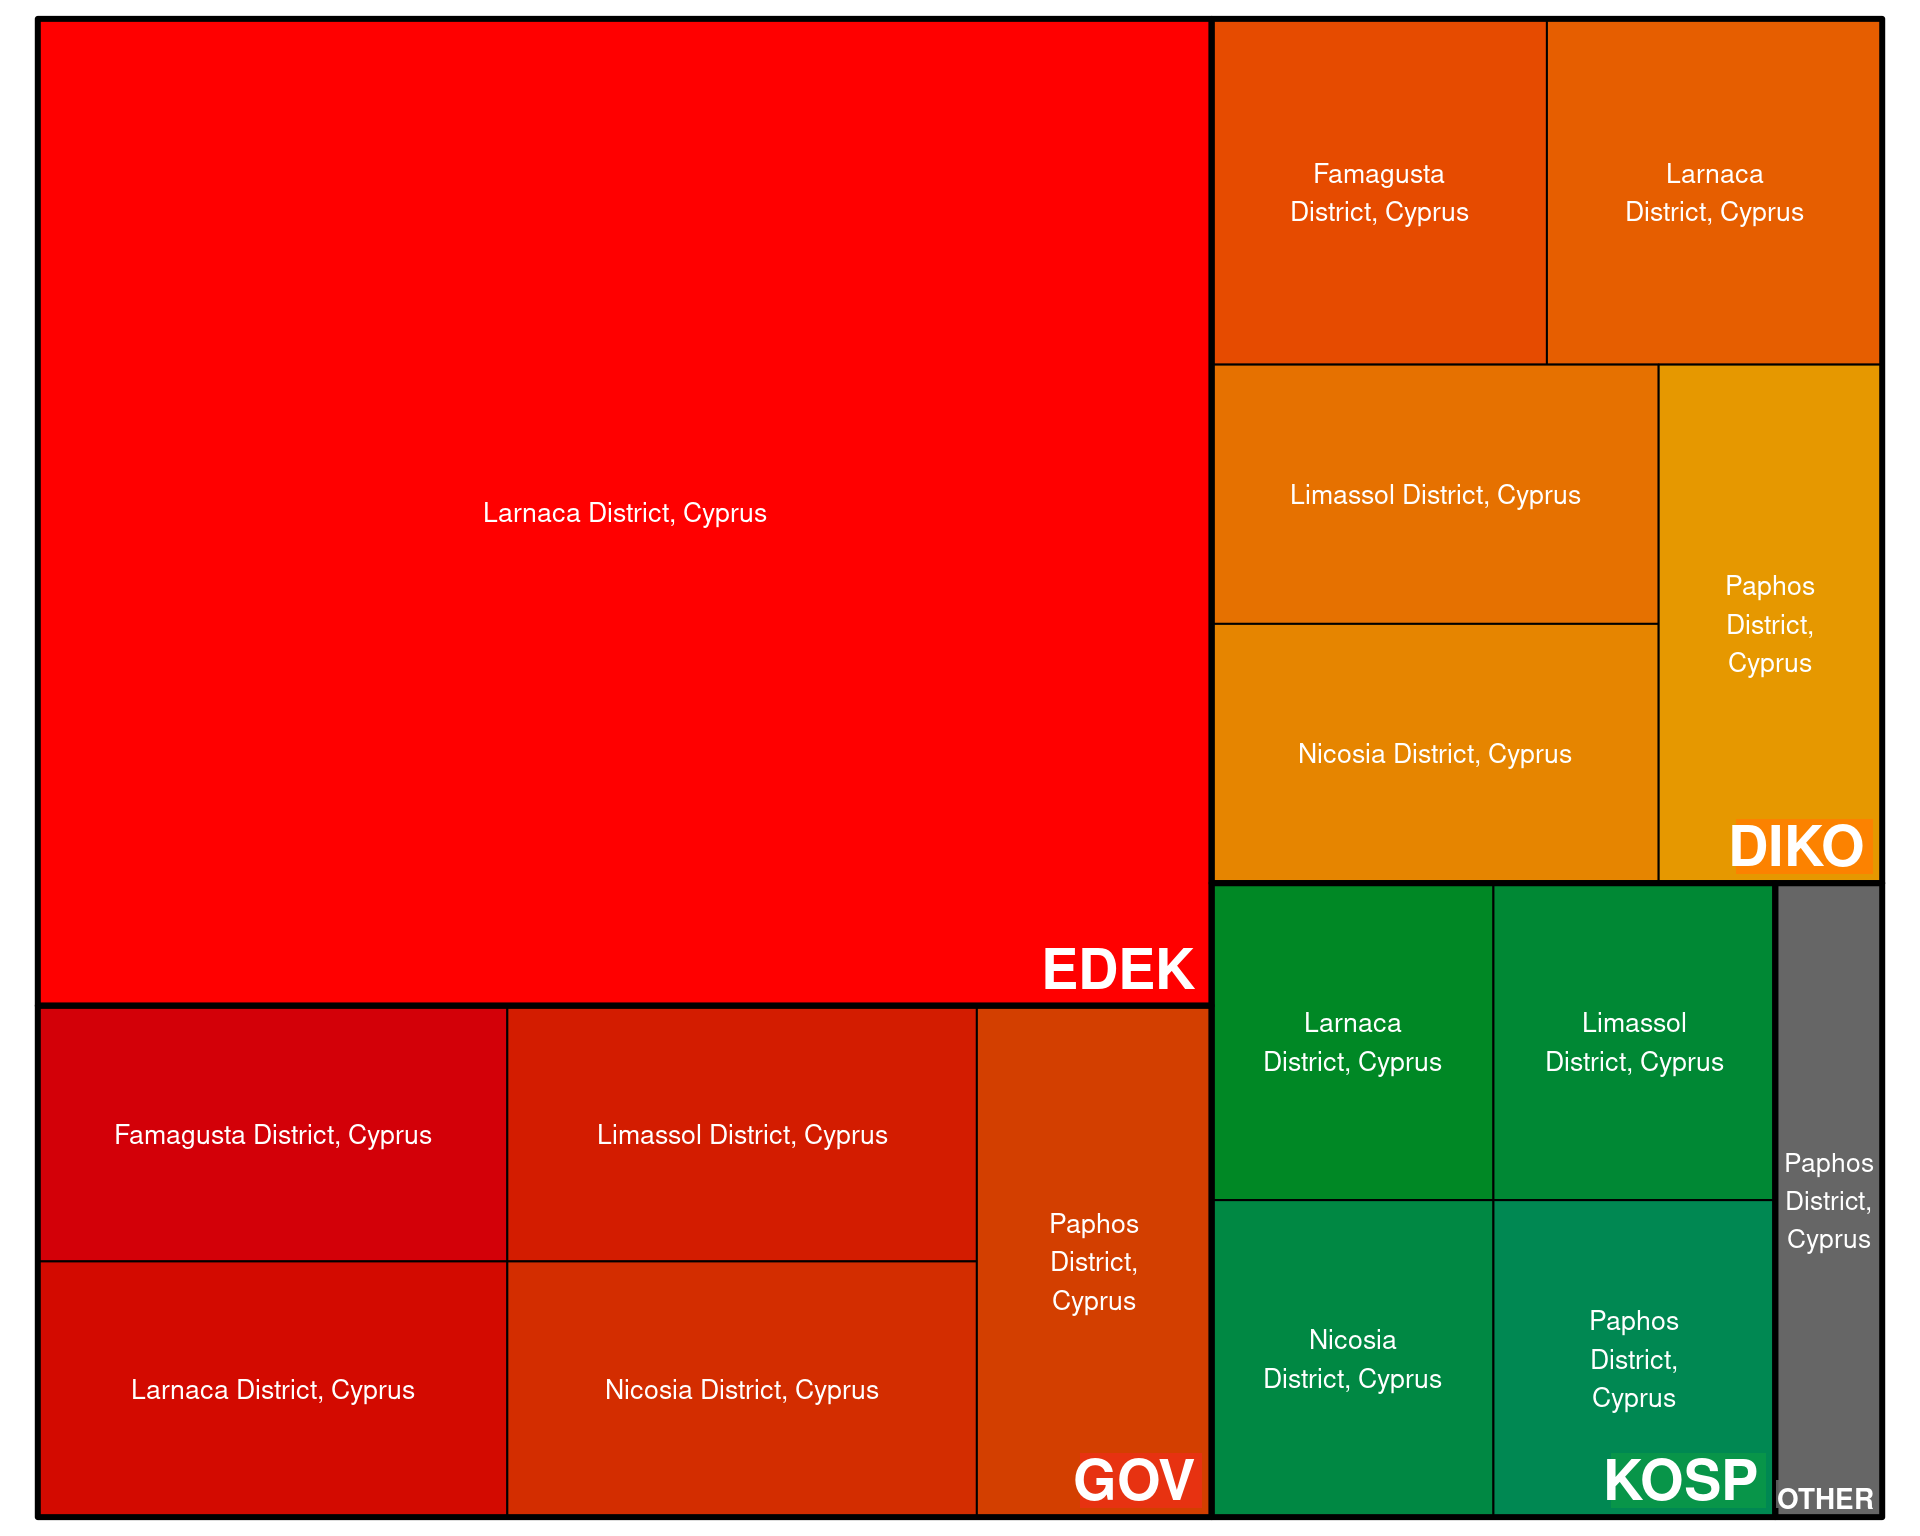 Larnaca District, Cyprus
EDEK
Famagusta District, Cyprus
Limassol District, Cyprus
Larnaca District, Cyprus
Nicosia District, Cyprus
Paphos
District,
Cyprus
GOV
Famagusta
District, Cyprus
Larnaca
District, Cyprus
Limassol District, Cyprus
Nicosia District, Cyprus
Paphos
District,
Cyprus
DIKO
Larnaca
District, Cyprus
Limassol
District, Cyprus
Nicosia
District, Cyprus
Paphos
District,
Cyprus
KOSP
Paphos
District,
Cyprus
OTHER